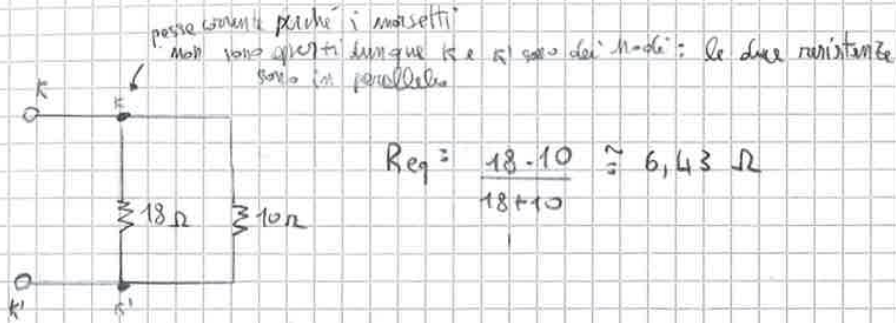 passa corrente perché i morsetti
non sono aperti dunque K e K' sono dei nodi: le due resistenze
sono in parallelo
K
K
Req = 18 · 10 ≅ 6,43 Ω
18+10
18 Ω
10 Ω
K'
K'